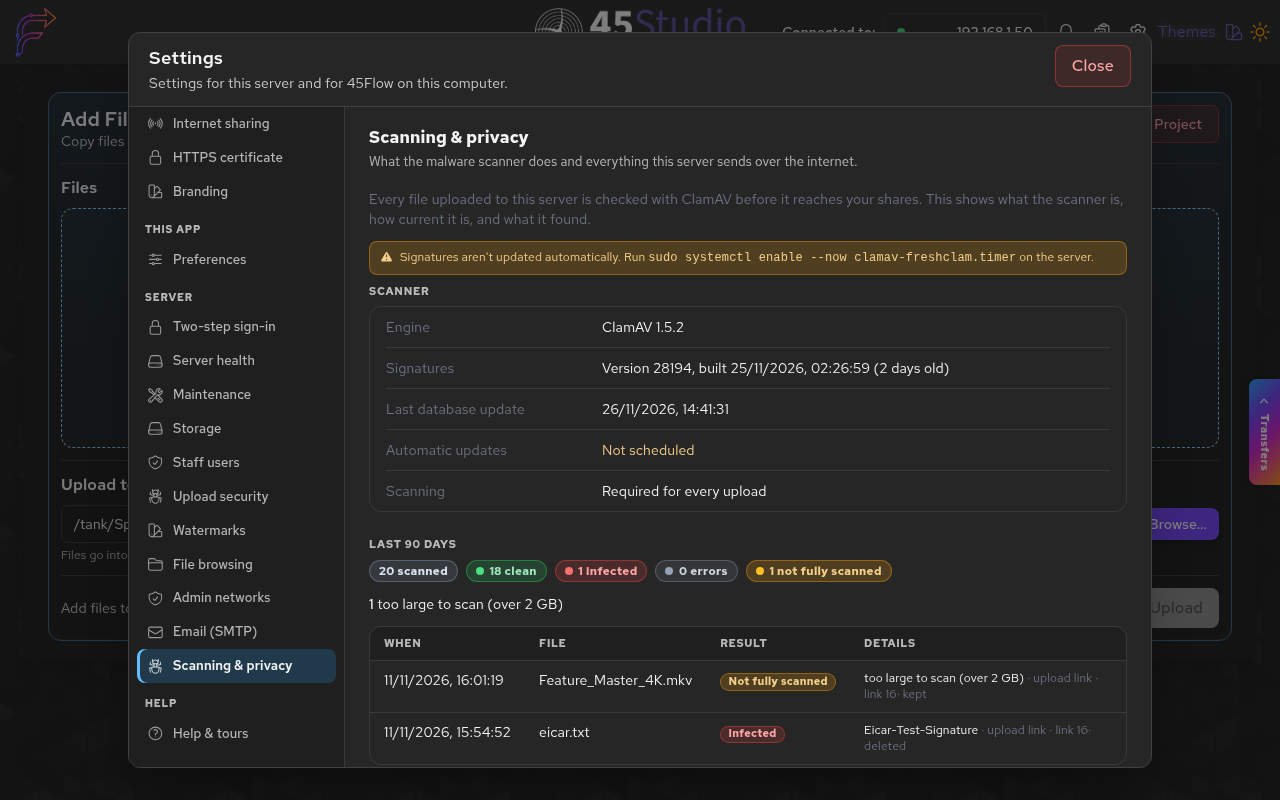 45Studio
Connected to:
192.168.1.50
Themes
Settings
Settings for this server and for 45Flow on this computer.
Close
Add Fil
Copy files
Project
Files
Upload to
/tank/Sp
Browse...
Files go into
Add files to
Upload
Transfers
Internet sharing
HTTPS certificate
Branding
THIS APP
Preferences
SERVER
Two-step sign-in
Server health
Maintenance
Storage
Staff users
Upload security
Watermarks
File browsing
Admin networks
Email (SMTP)
Scanning & privacy
HELP
Help & tours
Scanning & privacy
What the malware scanner does and everything this server sends over the internet.
Every file uploaded to this server is checked with ClamAV before it reaches your shares. This shows what the scanner is,
how current it is, and what it found.
Signatures aren't updated automatically. Run sudo systemctl enable --now clamav-freshclam.timer on the server.
SCANNER
Engine ClamAV 1.5.2
Signatures Version 28194, built 25/11/2026, 02:26:59 (2 days old)
Last database update 26/11/2026, 14:41:31
Automatic updates Not scheduled
Scanning Required for every upload
LAST 90 DAYS
20 scanned 18 clean 1 Infected 0 errors 1 not fully scanned
1 too large to scan (over 2 GB)
WHEN FILE RESULT DETAILS
11/11/2026, 16:01:19 Feature_Master_4K.mkv Not fully scanned too large to scan (over 2 GB) · upload link ·
link 16· kept
11/11/2026, 15:54:52 eicar.txt Infected Eicar-Test-Signature · upload link · link 16·
deleted